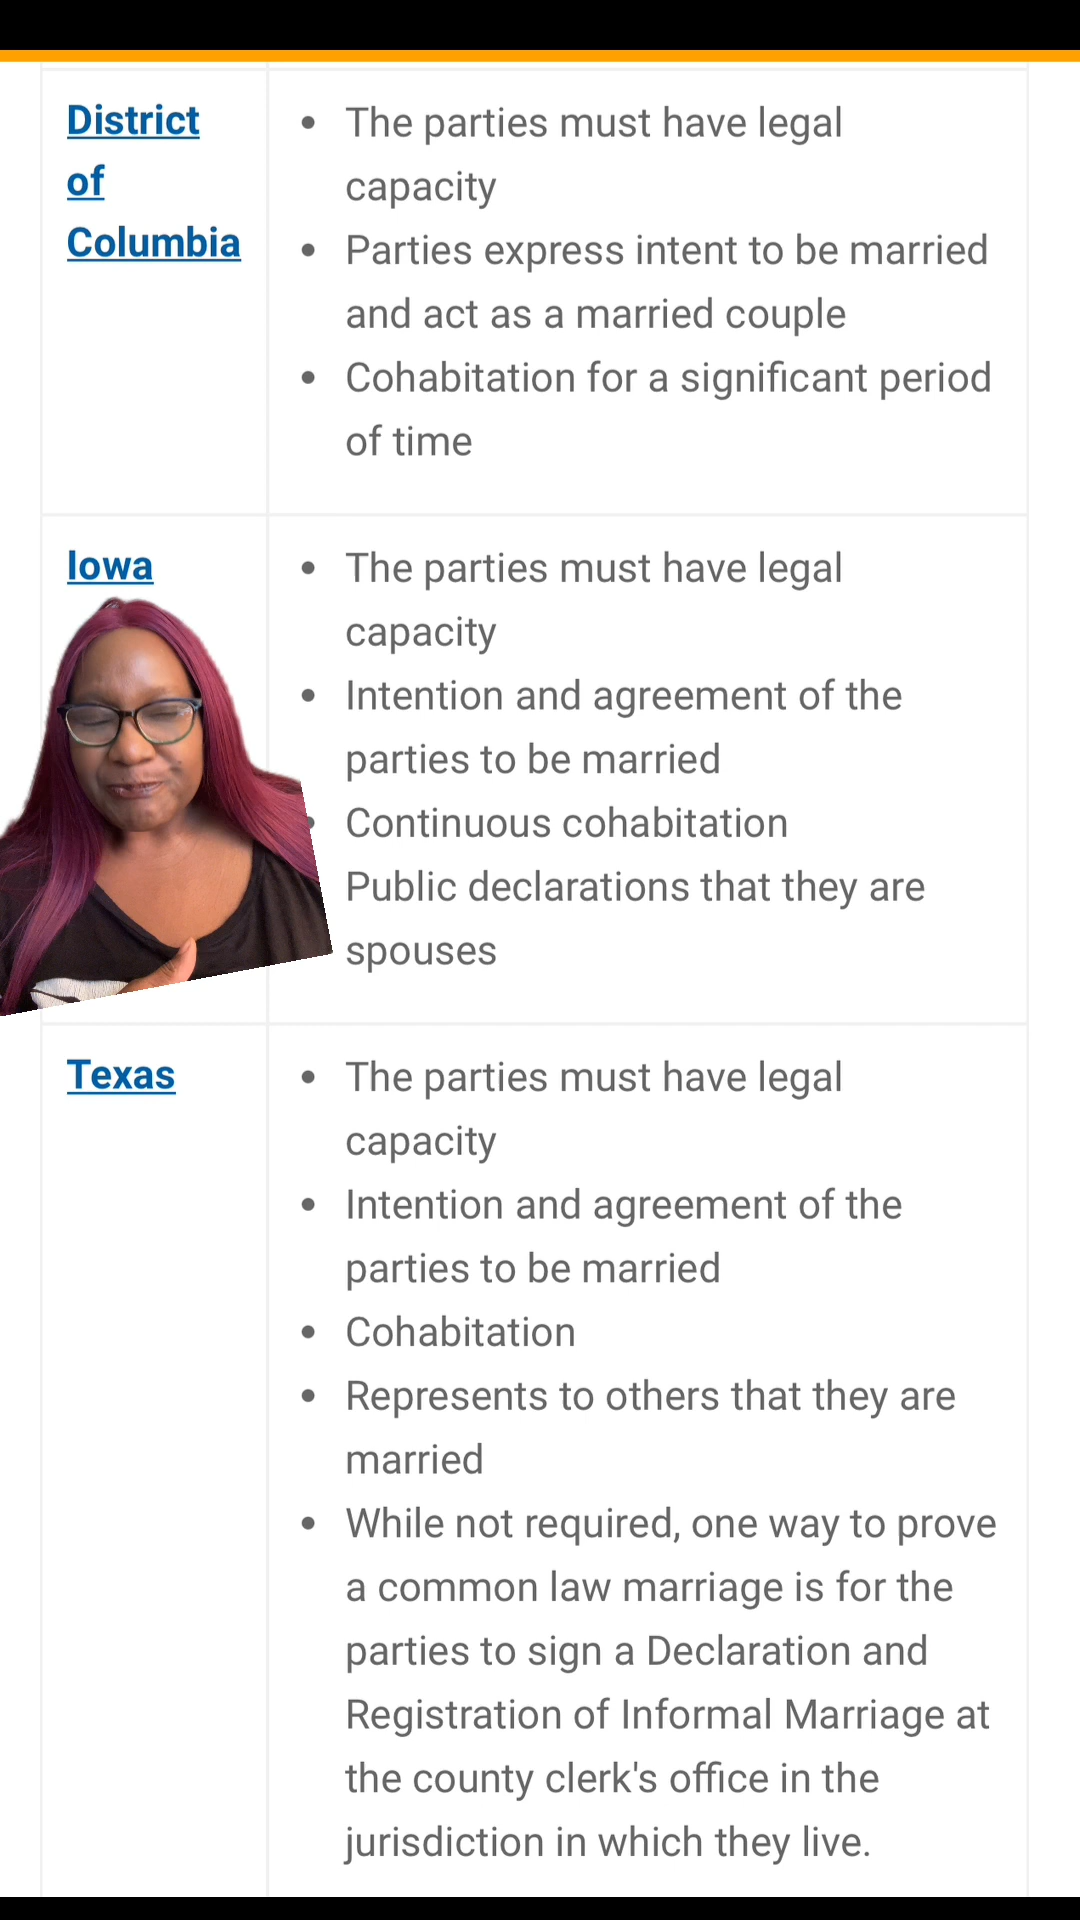 District
of
Columbia
• The parties must have legal
capacity
• Parties express intent to be married
and act as a married couple
• Cohabitation for a significant period
of time
Iowa
• The parties must have legal
capacity
• Intention and agreement of the
parties to be married
• Continuous cohabitation
Public declarations that they are
spouses
Texas
• The parties must have legal
capacity
• Intention and agreement of the
parties to be married
• Cohabitation
• Represents to others that they are
married
• While not required, one way to prove
a common law marriage is for the
parties to sign a Declaration and
Registration of Informal Marriage at
the county clerk's office in the
jurisdiction in which they live.